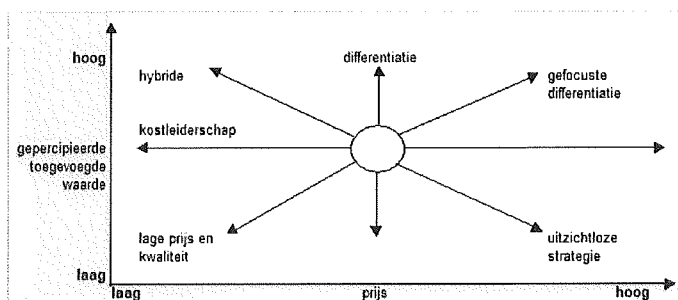 hoog
differentiatie
hybride
gefocuste
differentiatie
kostleiderschap
gepercipieerde
toegevoegde
waarde
lage prijs en
kwaliteit
uitzichtloze
strategie
laag
laag
prijs
hoog